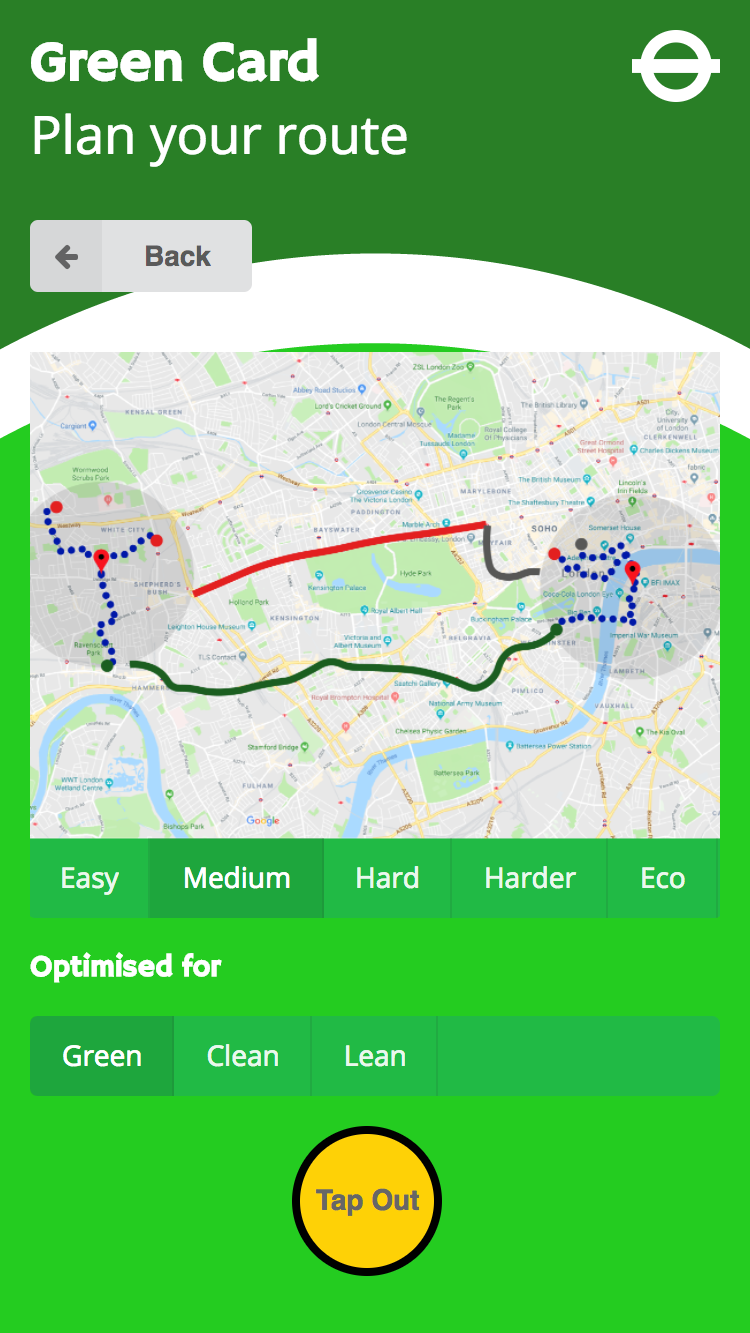 Green Card
Plan your route
Back
ZSL London Zoo
Abbey Road Studios
The Regent's
Park
Lord's Cricket Ground
The British Library
KENSAL GREEN
City,
University
of London
Cargiant
London Central Mosque
Royal College
Of Physicians
CLERKENWELL
Madame
Tussauds London
Great Ormond
Street Hospital
Charles Dickens Museum
Wormwood
Scrubs Park
fabric
The British Museum
Lincoln's
Inn Fields
Grosvenor Casino
The Victoria London
MARYLEBONE
The Shaftesbury Theatre
PADDINGTON
Marble Arch
SOHO
Somerset House
Westway
WHITE CITY
BAYSWATER
Hyde Park
BFI IMAX
SHEPHERD'S
BUSH
Kensington Palace
Coca-Cola London Eye
Holland Park
Big Ben
Royal Albert Hall
KENSINGTON
Buckingham Palace
Leighton House Museum
Victoria and
Albert Museum
BELGRAVIA
Imperial War Museum
Ravenscourt
Park
TLS Contact
LAMBETH
HAMMERS
Saatchi Gallery
PIMLICO
Royal Brompton Hospital
National Army Museum
VAUXHALL
Chelsea Physic Garden
The Kia Oval
Stamford Bridge
Battersea Power Station
WWT London
Wetland Centre
Battersea Park
FULHAM
Bishops Park
Google
Easy
Medium
Hard
Harder
Eco
Optimised for
Green
Clean
Lean
Tap Out